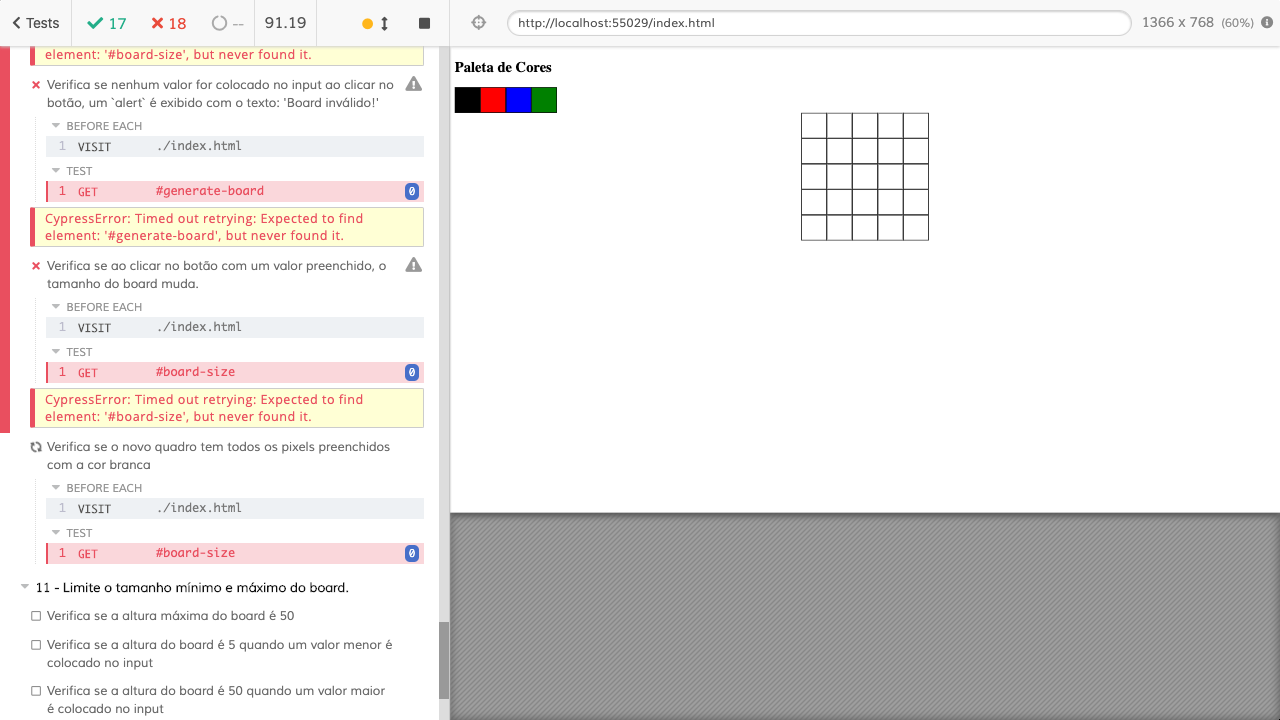 Tests
17
18
--
91.19
http://localhost:55029/index.html
1366 x 768 (60%)
element: '#board-size', but never found it.
Verifica se nenhum valor for colocado no input ao clicar no
botão, um `alert` é exibido com o texto: 'Board inválido!'
BEFORE EACH
1 VISIT ./index.html
TEST
1 GET #generate-board 0
CypressError: Timed out retrying: Expected to find
element: '#generate-board', but never found it.
Verifica se ao clicar no botão com um valor preenchido, o
tamanho do board muda.
BEFORE EACH
1 VISIT ./index.html
TEST
1 GET #board-size 0
CypressError: Timed out retrying: Expected to find
element: '#board-size', but never found it.
Verifica se o novo quadro tem todos os pixels preenchidos
com a cor branca
BEFORE EACH
1 VISIT ./index.html
TEST
1 GET #board-size 0
11 - Limite o tamanho mínimo e máximo do board.
Verifica se a altura máxima do board é 50
Verifica se a altura do board é 5 quando um valor menor é
colocado no input
Verifica se a altura do board é 50 quando um valor maior
é colocado no input
Paleta de Cores